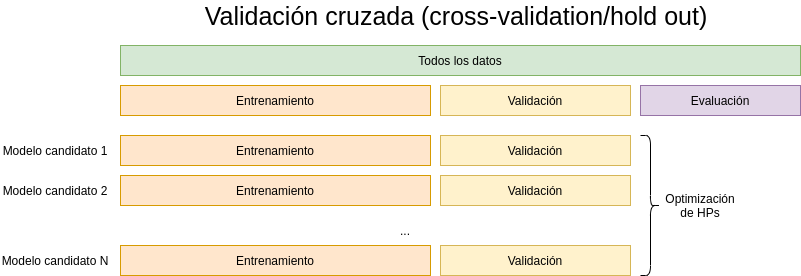 Validación cruzada (cross-validation/hold out)
Todos los datos
Entrenamiento
Validación
Evaluación
Modelo candidato 1
Entrenamiento
Validación
Modelo candidato 2
Entrenamiento
Validación
Optimización
de HPs
...
Modelo candidato N
Entrenamiento
Validación